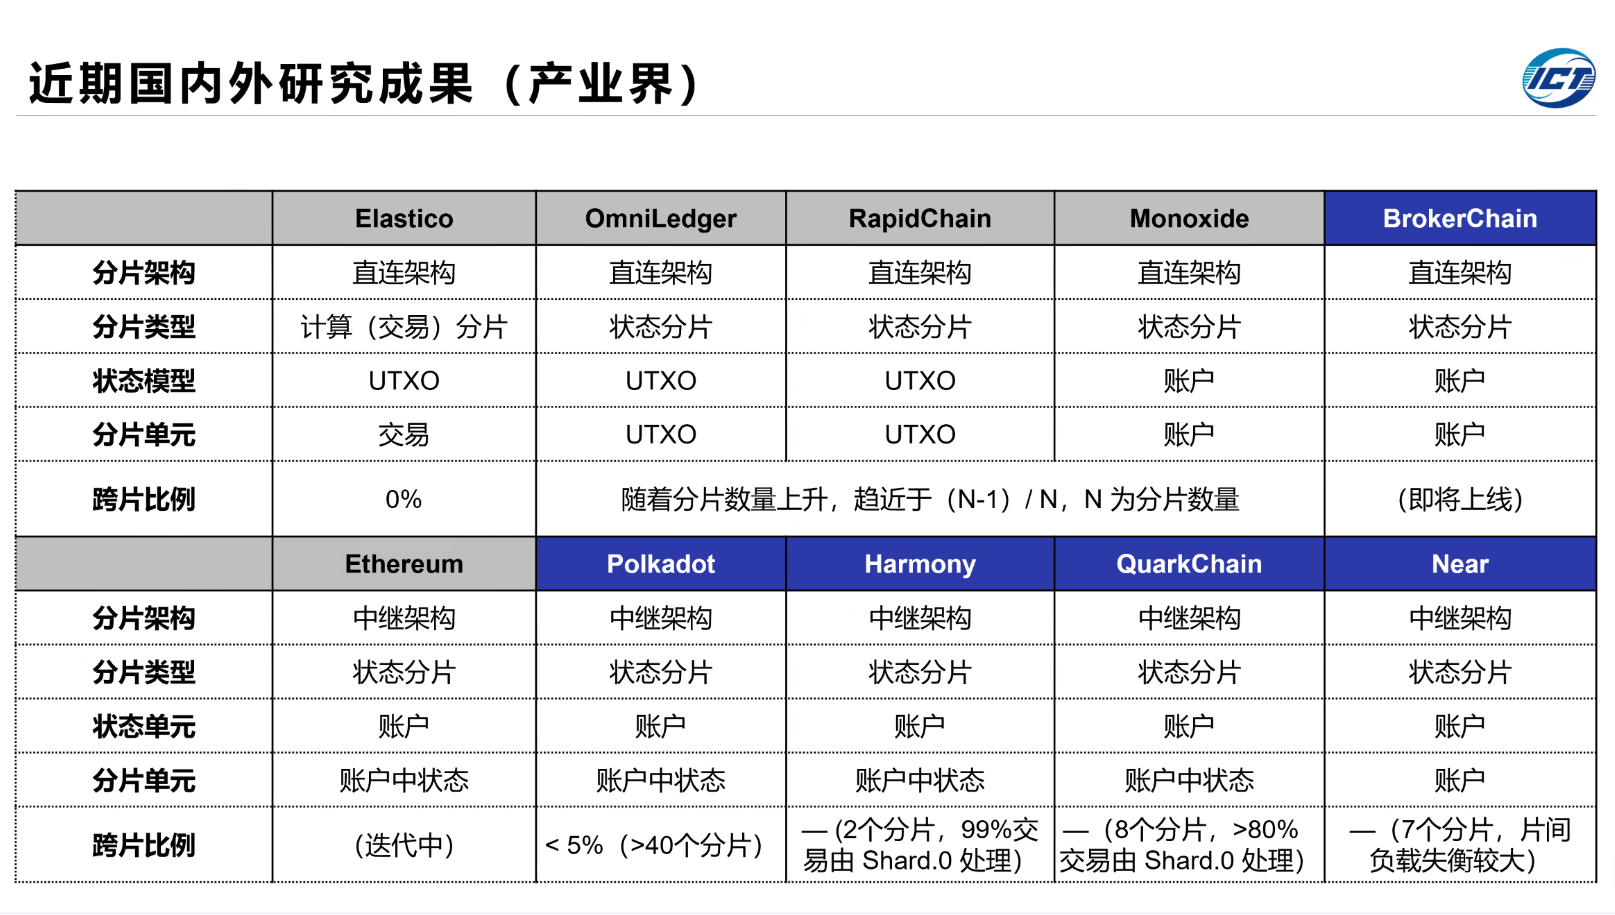 近期国内外研究成果（产业界）
ICT
Elastico OmniLedger RapidChain Monoxide BrokerChain
分片架构 直连架构 直连架构 直连架构 直连架构 直连架构
分片类型 计算（交易）分片 状态分片 状态分片 状态分片 状态分片
状态模型 UTXO UTXO UTXO 账户 账户
分片单元 交易 UTXO UTXO 账户 账户
跨片比例 0% 随着分片数量上升，趋近于（N-1）/ N，N 为分片数量 （即将上线）
Ethereum Polkadot Harmony QuarkChain Near
分片架构 中继架构 中继架构 中继架构 中继架构 中继架构
分片类型 状态分片 状态分片 状态分片 状态分片 状态分片
状态单元 账户 账户 账户 账户 账户
分片单元 账户中状态 账户中状态 账户中状态 账户中状态 账户
跨片比例 （迭代中） < 5%（>40个分片）
— (2个分片，99%交
易由 Shard.0 处理）
—（8个分片，>80%
交易由 Shard.0 处理）
—（7个分片，片间
负载失衡较大）